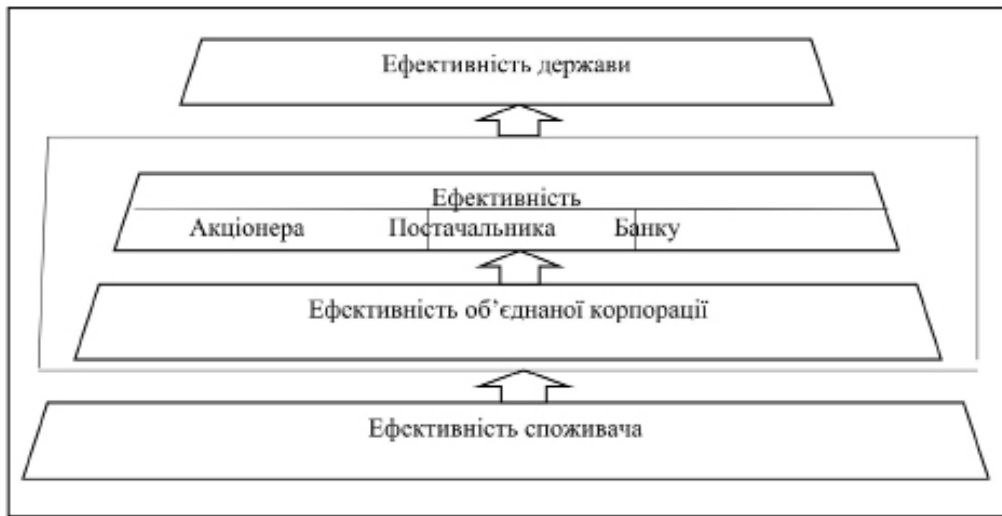 Ефективність держави
Ефективність
Акціонера Постачальника Банку
Ефективність об’єднаної корпорації
Ефективність споживача